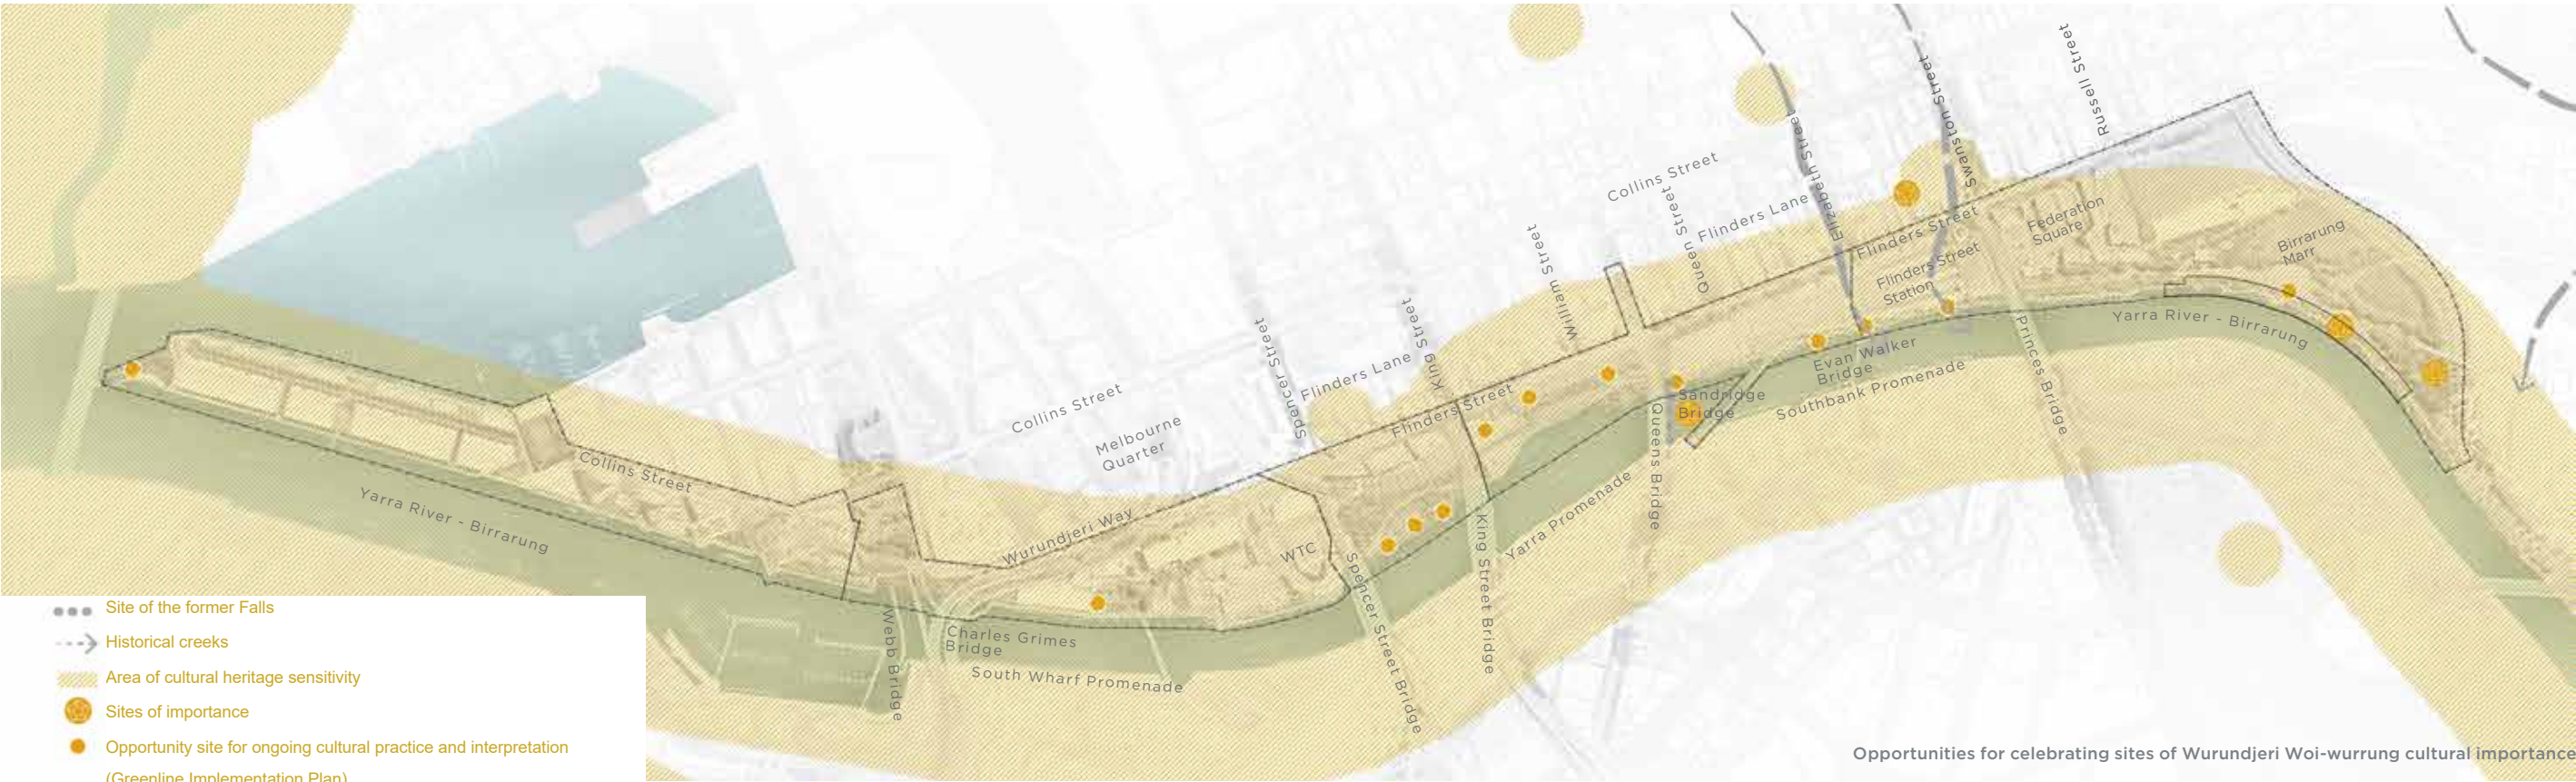 Russell Street
Swanston Street
Elizabeth Street
Collins Street
Queen Street
Flinders Lane
William Street
Flinders Street
Federation
Square
Flinders Street
Station
Birrarung
Marr
Yarra River - Birrarung
Princes Bridge
Evan Walker
Bridge
Southbank Promenade
Sandridge
Bridge
Queens Bridge
King Street
Flinders Lane
Spencer Street
Flinders Street
Collins Street
Melbourne
Quarter
Collins Street
Yarra River - Birrarung
Wurundjeri Way
WTC
Yarra Promenade
King Street Bridge
Spencer Street Bridge
Webb Bridge
Charles Grimes
Bridge
South Wharf Promenade
Site of the former Falls
Historical creeks
Area of cultural heritage sensitivity
Sites of importance
Opportunity site for ongoing cultural practice and interpretation
(Greenline Implementation Plan)
Opportunities for celebrating sites of Wurundjeri Woi-wurrung cultural importance